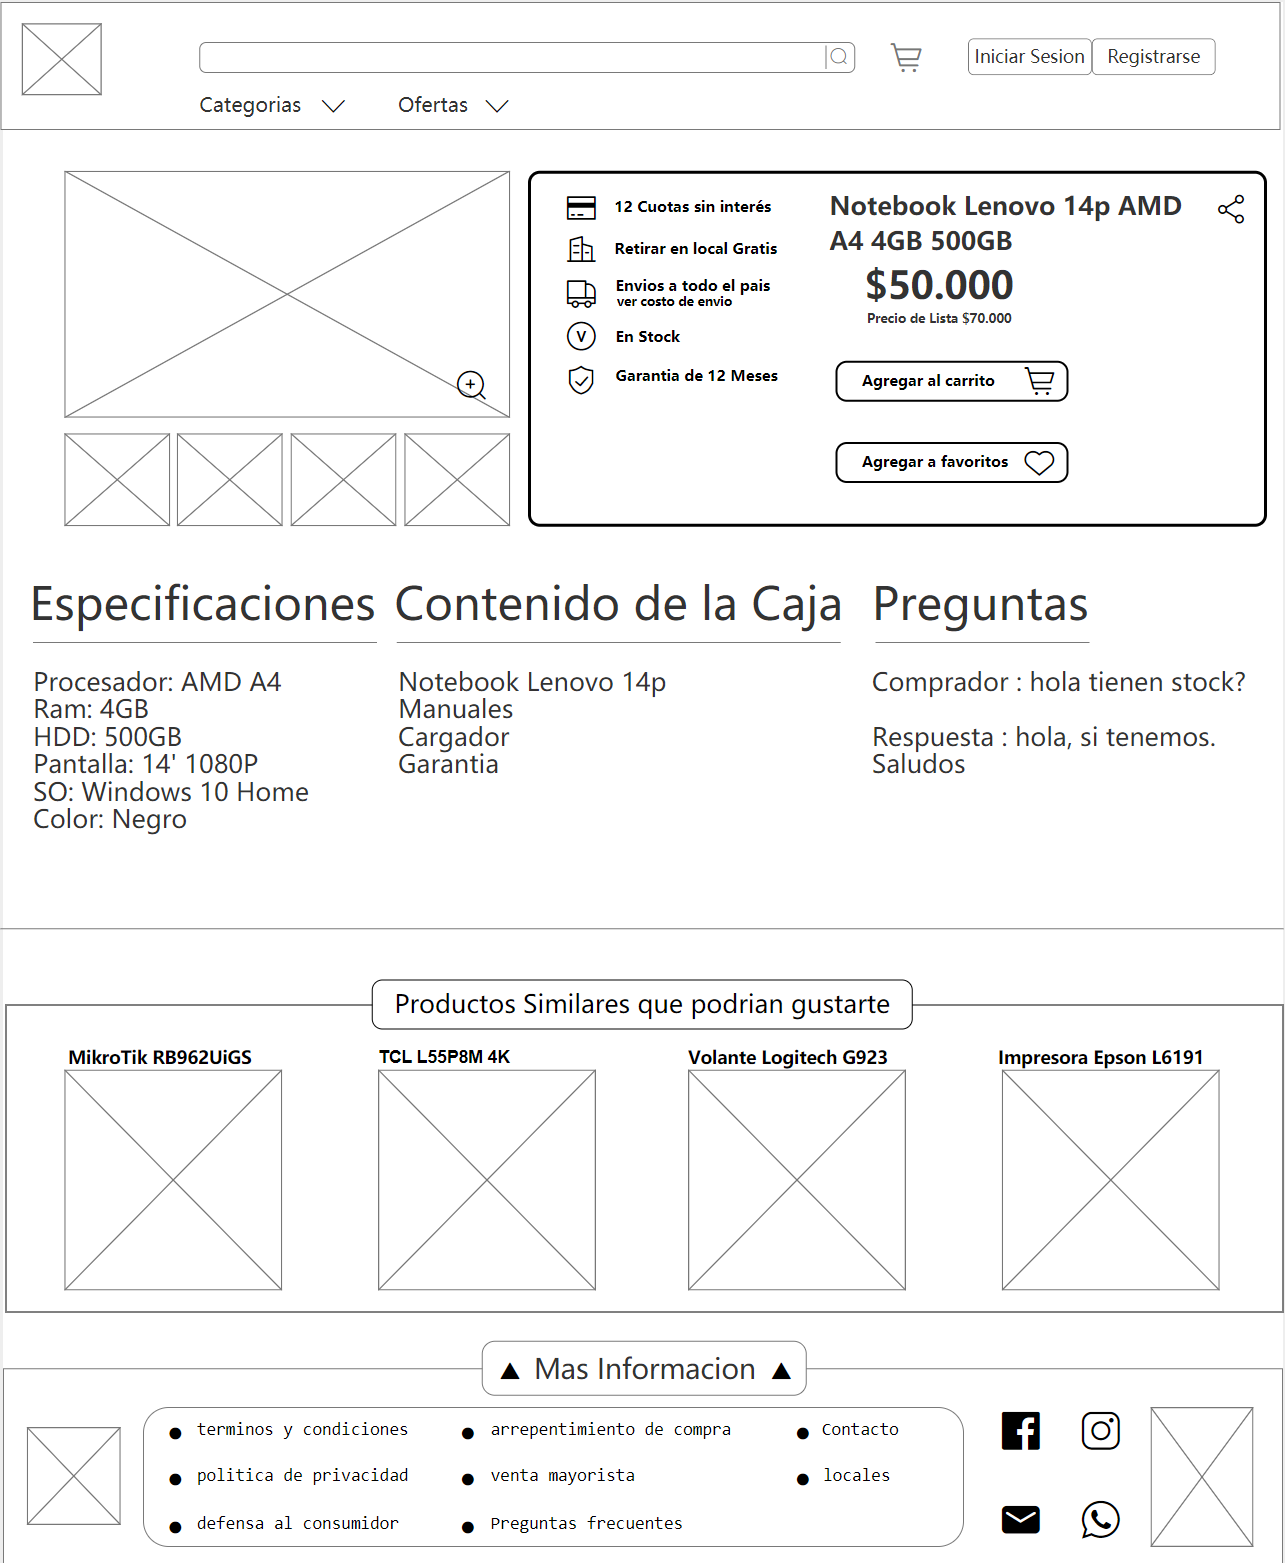 Iniciar Sesion
Registrarse
Categorias
Ofertas
12 Cuotas sin interés
Retirar en local Gratis
Envios a todo el pais
ver costo de envio
V
En Stock
Garantia de 12 Meses
Notebook Lenovo 14p AMD
A4 4GB 500GB
$50.000
Precio de Lista $70.000
Agregar al carrito
Agregar a favoritos
Especificaciones
Procesador: AMD A4
Ram: 4GB
HDD: 500GB
Pantalla: 14' 1080P
SO: Windows 10 Home
Color: Negro
Contenido de la Caja
Notebook Lenovo 14p
Manuales
Cargador
Garantia
Preguntas
Comprador : hola tienen stock?
Respuesta : hola, si tenemos.
Saludos
Productos Similares que podrian gustarte
MikroTik RB962UiGS
TCL L55P8M 4K
Volante Logitech G923
Impresora Epson L6191
▲ Mas Informacion ▲
● terminos y condiciones
● politica de privacidad
● defensa al consumidor
● arrepentimiento de compra
● venta mayorista
● Preguntas frecuentes
● Contacto
● locales